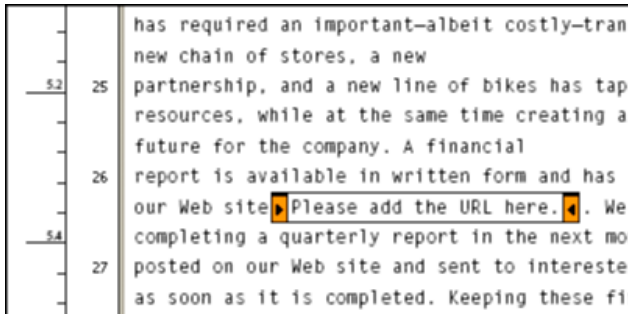 has required an important—albeit costly—tran
new chain of stores, a new
5.2 25 partnership, and a new line of bikes has tap
resources, while at the same time creating a
future for the company. A financial
26 report is available in written form and has
our Web site Please add the URL here. . We
5.4 completing a quarterly report in the next mo
27 posted on our Web site and sent to intereste
as soon as it is completed. Keeping these fi